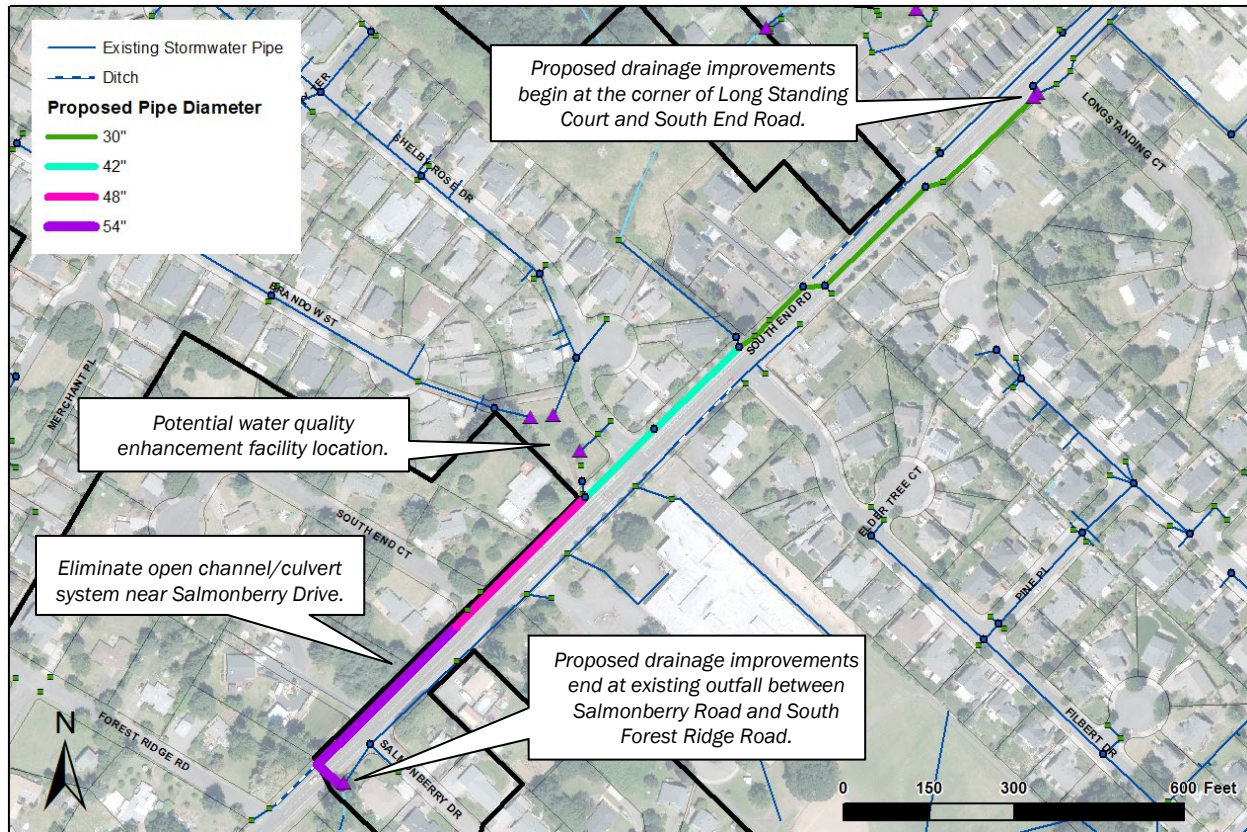 Existing Stormwater Pipe
Ditch
Proposed Pipe Diameter
30"
42"
48"
54"
Proposed drainage improvements
begin at the corner of Long Standing
Court and South End Road.
LONGSTANDING CT
TER
SHELBY ROSE DR
SOUTH END RD
BRANDOW ST
MERCHANT PL
Potential water quality
enhancement facility location.
ELDER TREE CT
SOUTH END CT
PINE PL
Eliminate open channel/culvert
system near Salmonberry Drive.
Proposed drainage improvements
end at existing outfall between
Salmonberry Road and South
Forest Ridge Road.
FOREST RIDGE RD
SALMONBERRY DR
FILBERT DR
N
0 150 300 600 Feet